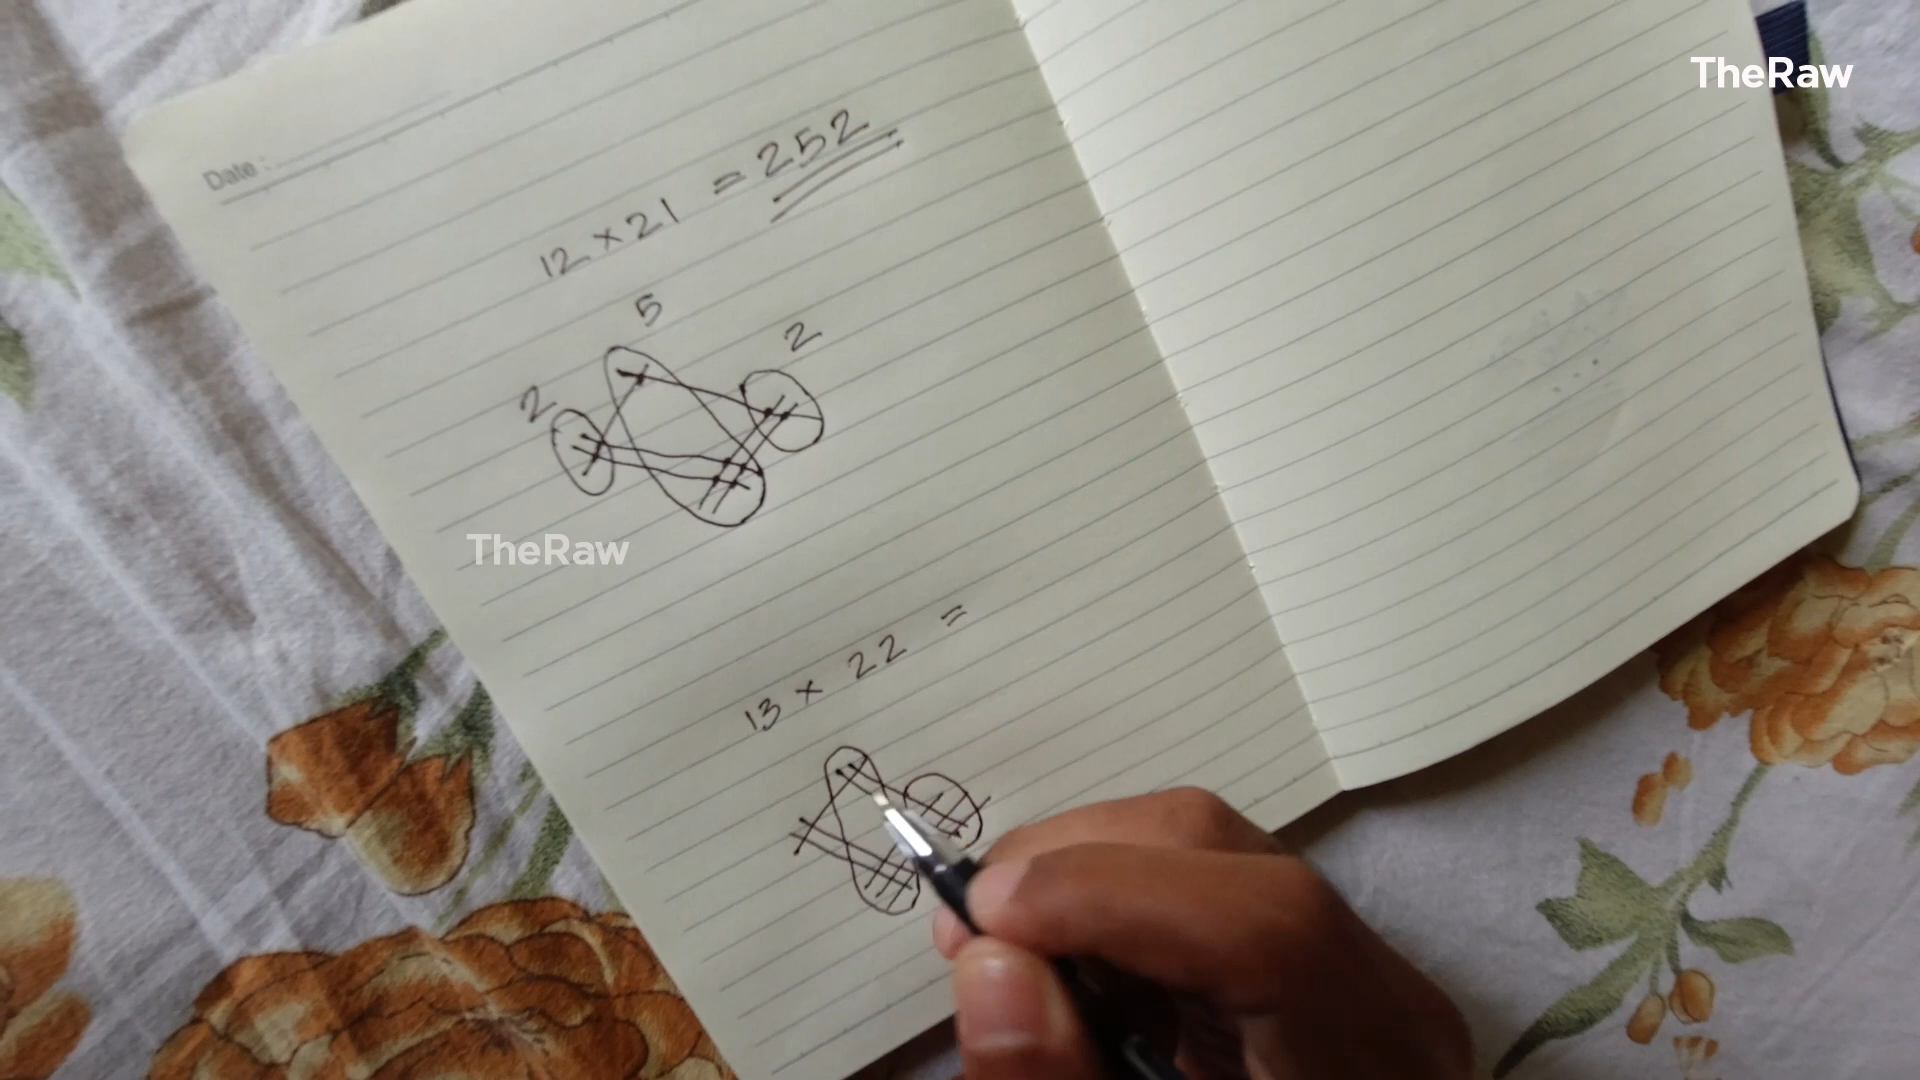 TheRaw
Date :
12 × 21 = 252
5
2
2
TheRaw
13 × 22 =